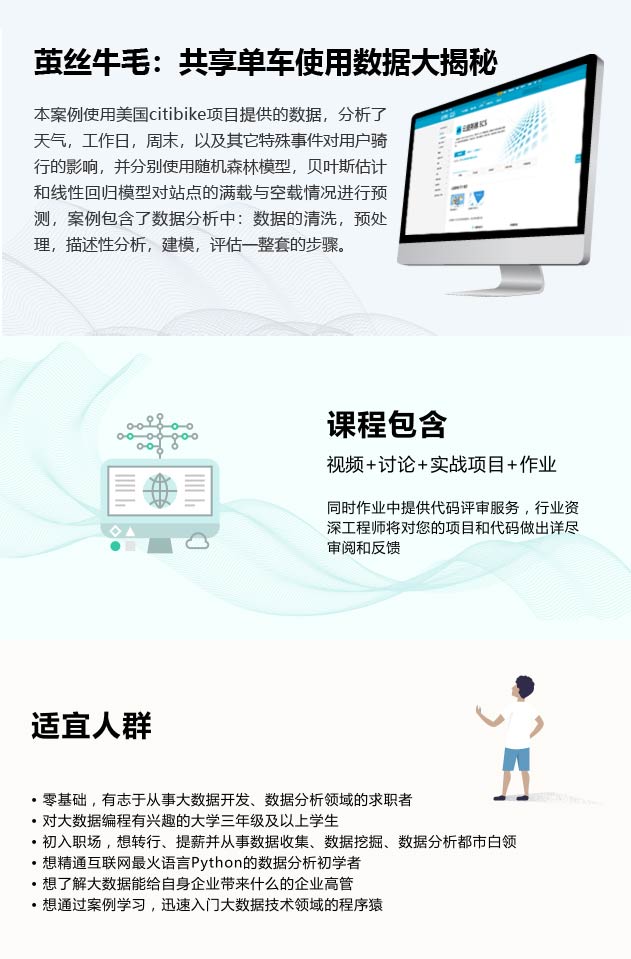 茧丝牛毛：共享单车使用数据大揭秘
本案例使用美国citibike项目提供的数据，分析了
天气，工作日，周末，以及其它特殊事件对用户骑
行的影响，并分别使用随机森林模型，贝叶斯估计
和线性回归模型对站点的满载与空载情况进行预
测，案例包含了数据分析中：数据的清洗，预处
理，描述性分析，建模，评估一整套的步骤。
课程包含
视频+讨论+实战项目+作业
同时作业中提供代码评审服务，行业资
深工程师将对您的项目和代码做出详尽
审阅和反馈
适宜人群
• 零基础，有志于从事大数据开发、数据分析领域的求职者
• 对大数据编程有兴趣的大学三年级及以上学生
• 初入职场，想转行、提薪并从事数据收集、数据挖掘、数据分析都市白领
• 想精通互联网最火语言Python的数据分析初学者
• 想了解大数据能给自身企业带来什么的企业高管
• 想通过案例学习，迅速入门大数据技术领域的程序猿